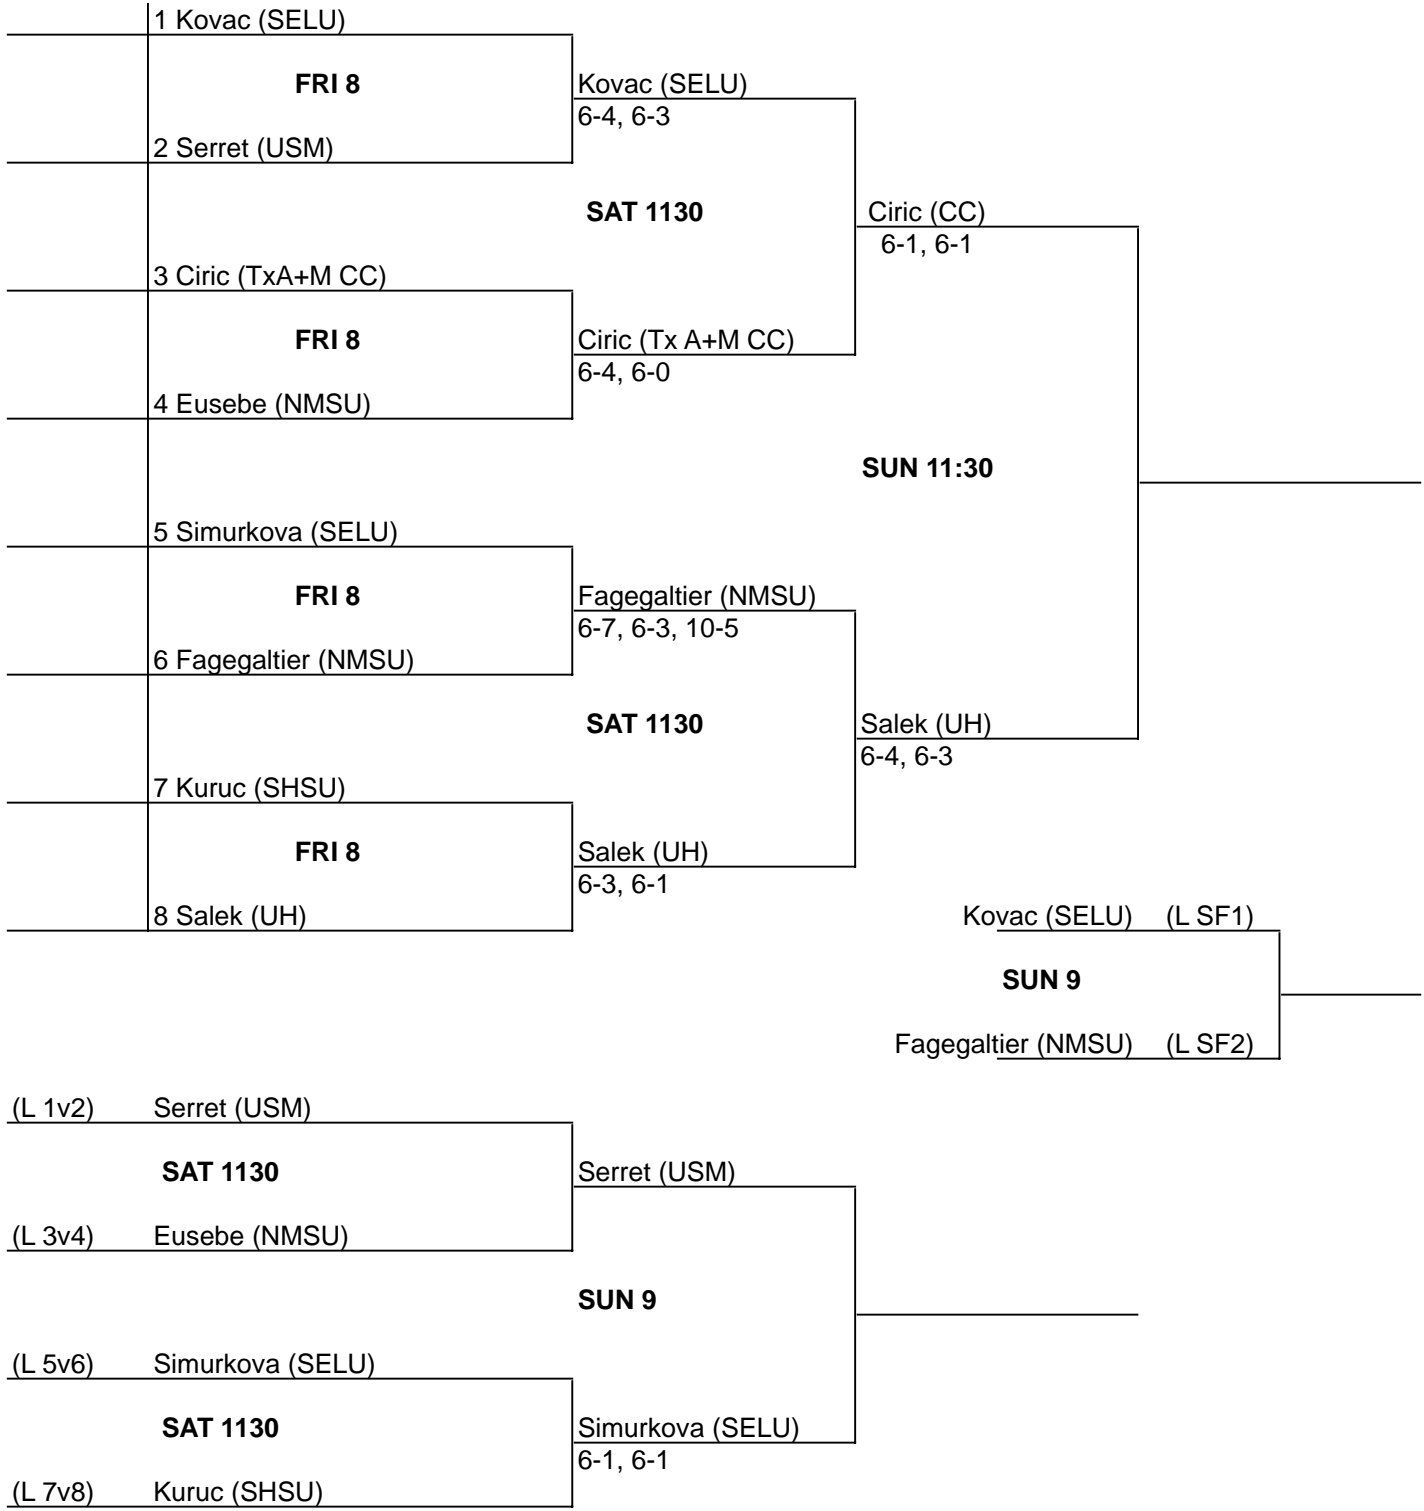 1 Kovac (SELU)
FRI 8
Kovac (SELU)
6-4, 6-3
2 Serret (USM)
SAT 1130
Ciric (CC)
6-1, 6-1
3 Ciric (TxA+M CC)
FRI 8
Ciric (Tx A+M CC)
6-4, 6-0
4 Eusebe (NMSU)
SUN 11:30
5 Simurkova (SELU)
FRI 8
Fagegaltier (NMSU)
6-7, 6-3, 10-5
6 Fagegaltier (NMSU)
SAT 1130
Salek (UH)
6-4, 6-3
7 Kuruc (SHSU)
FRI 8
Salek (UH)
6-3, 6-1
8 Salek (UH)
Kovac (SELU) (L SF1)
SUN 9
Fagegaltier (NMSU) (L SF2)
(L 1v2) Serret (USM)
SAT 1130
Serret (USM)
(L 3v4) Eusebe (NMSU)
SUN 9
(L 5v6) Simurkova (SELU)
SAT 1130
Simurkova (SELU)
6-1, 6-1
(L 7v8) Kuruc (SHSU)